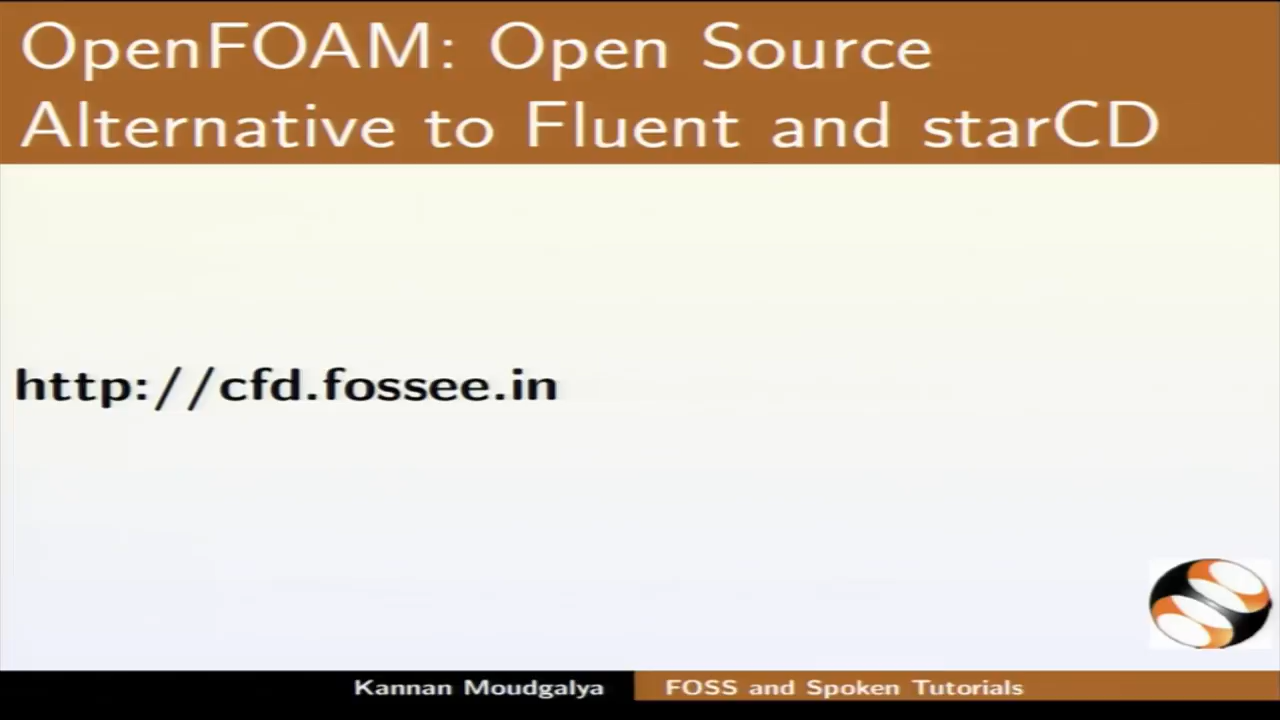 OpenFOAM: Open Source
Alternative to Fluent and starCD
http://cfd.fossee.in
Kannan Moudgalya
FOSS and Spoken Tutorials